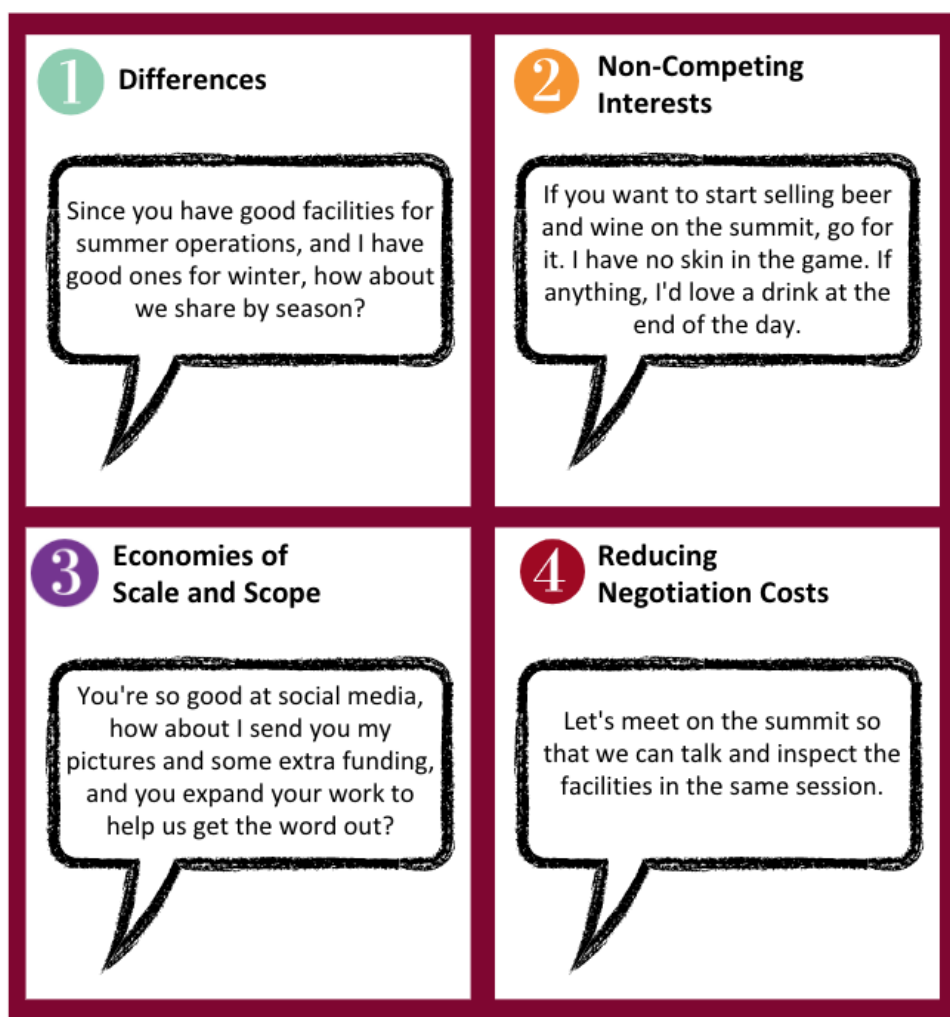 1
Differences
Since you have good facilities for
summer operations, and I have
good ones for winter, how about
we share by season?
2
Non-Competing
Interests
If you want to start selling beer
and wine on the summit, go for
it. I have no skin in the game. If
anything, I'd love a drink at the
end of the day.
3
Economies of
Scale and Scope
You're so good at social media,
how about I send you my
pictures and some extra funding,
and you expand your work to
help us get the word out?
4
Reducing
Negotiation Costs
Let's meet on the summit so
that we can talk and inspect the
facilities in the same session.